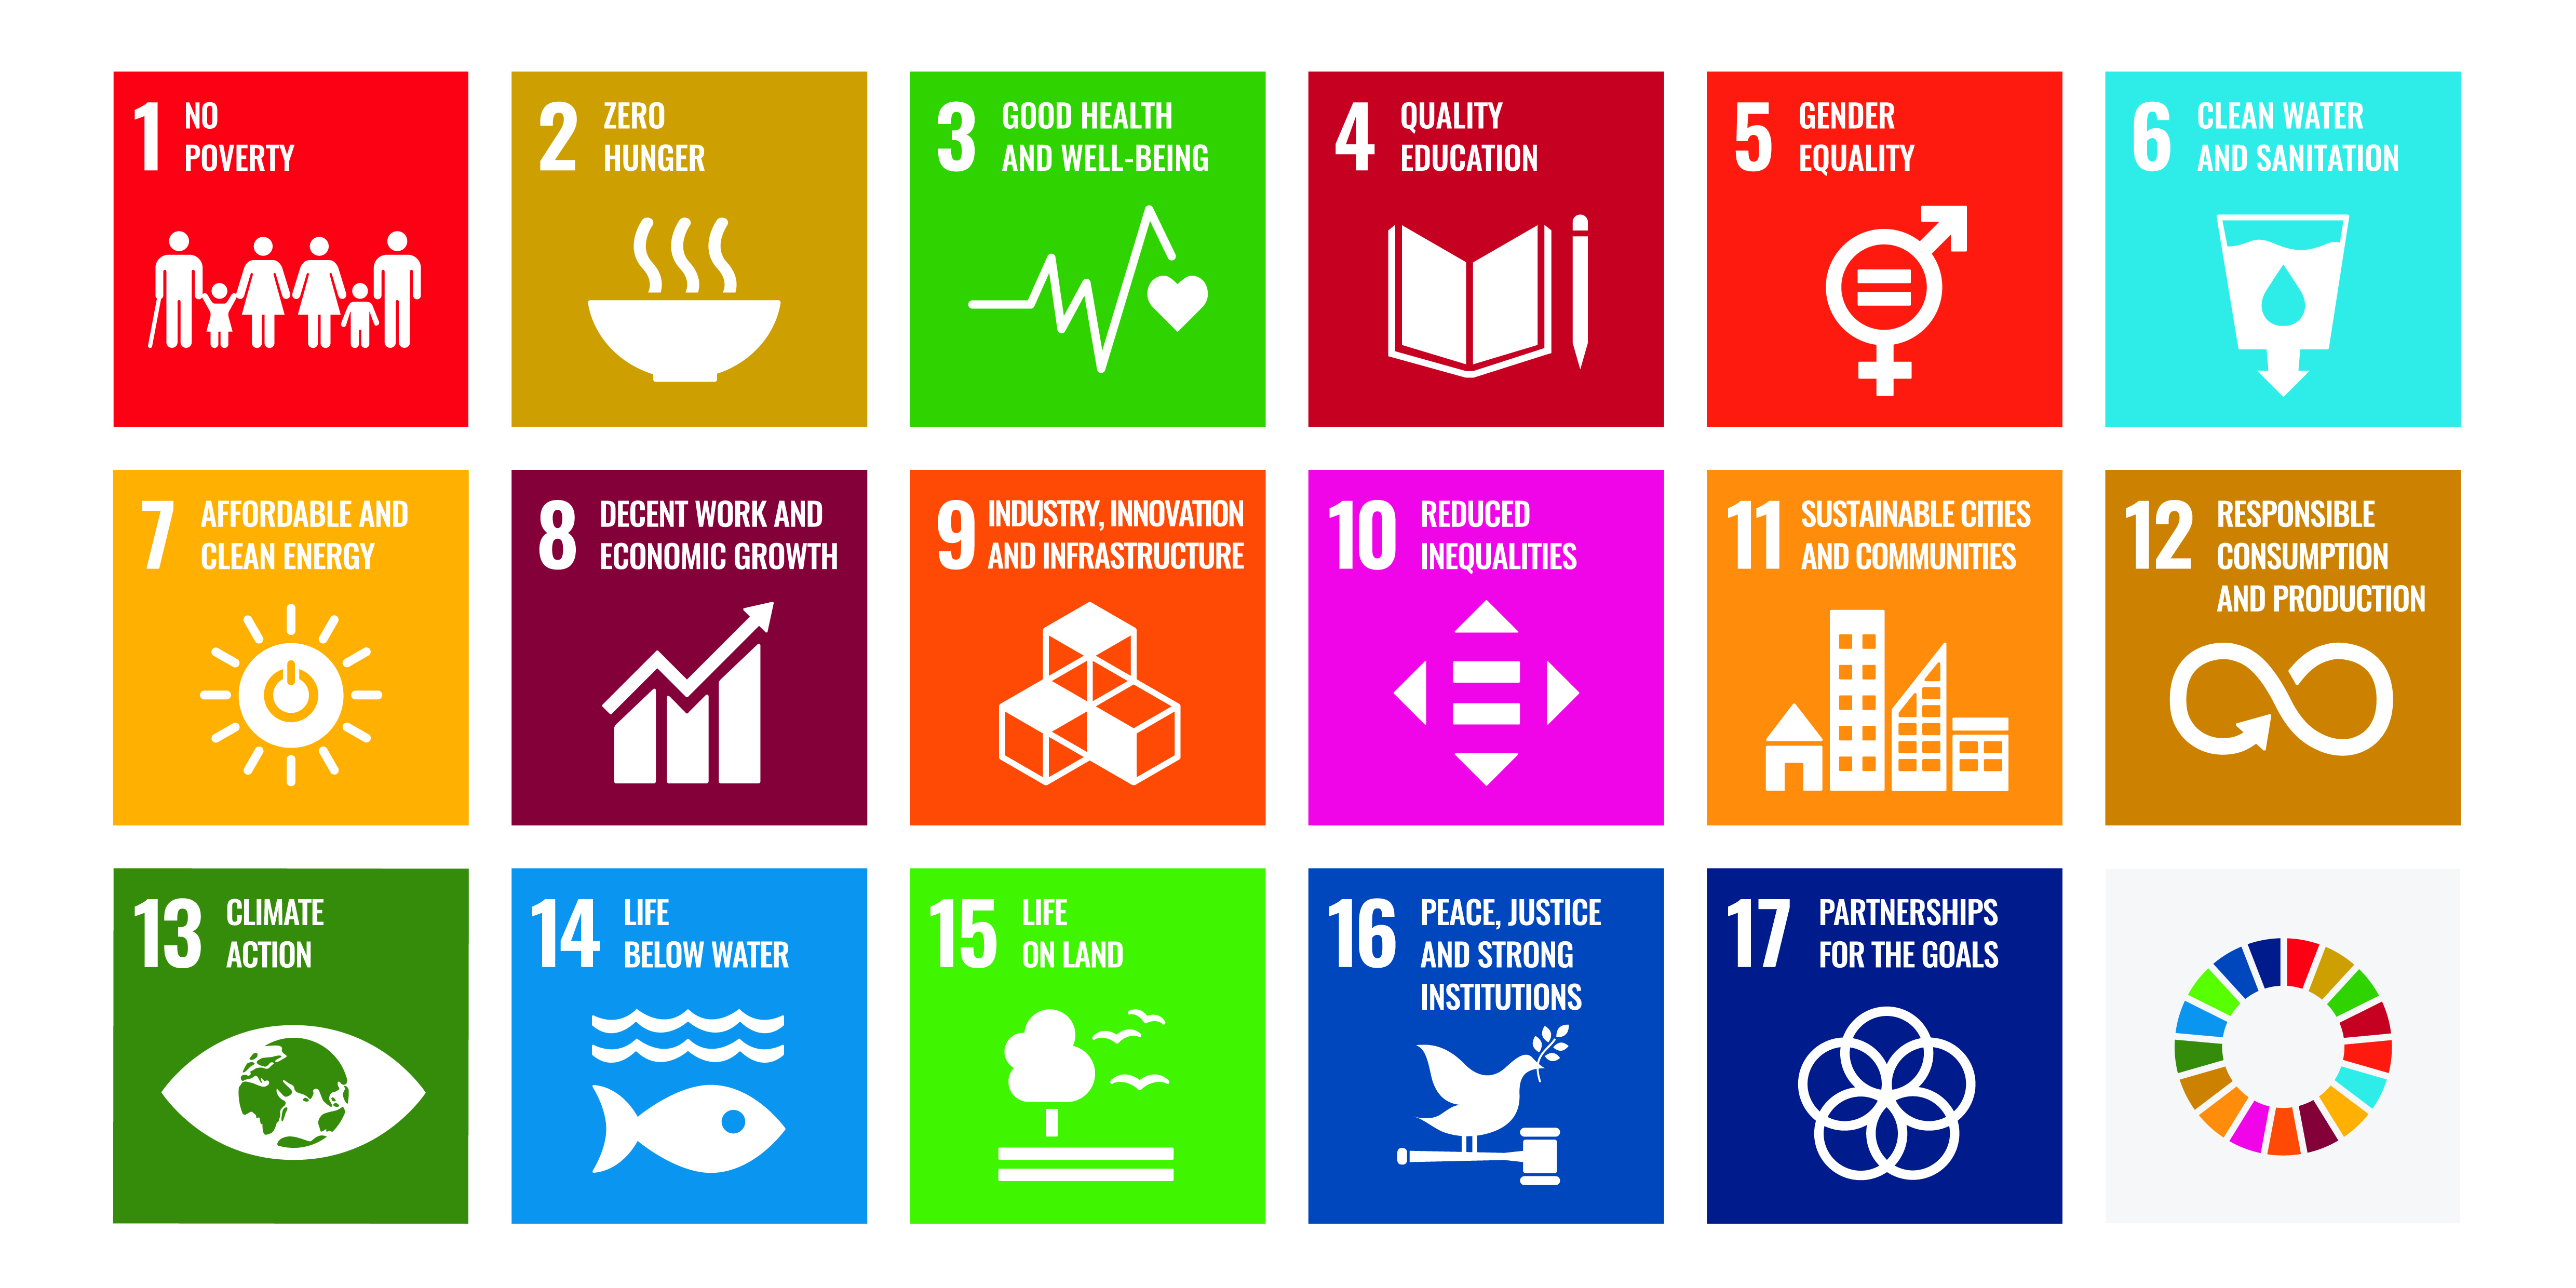 1 NO
POVERTY
2 ZERO
HUNGER
3 GOOD HEALTH
AND WELL-BEING
4 QUALITY
EDUCATION
5 GENDER
EQUALITY
6 CLEAN WATER
AND SANITATION
7 AFFORDABLE AND
CLEAN ENERGY
8 DECENT WORK AND
ECONOMIC GROWTH
9 INDUSTRY, INNOVATION
AND INFRASTRUCTURE
10 REDUCED
INEQUALITIES
11 SUSTAINABLE CITIES
AND COMMUNITIES
12 RESPONSIBLE
CONSUMPTION
AND PRODUCTION
13 CLIMATE
ACTION
14 LIFE
BELOW WATER
15 LIFE
ON LAND
16 PEACE, JUSTICE
AND STRONG
INSTITUTIONS
17 PARTNERSHIPS
FOR THE GOALS